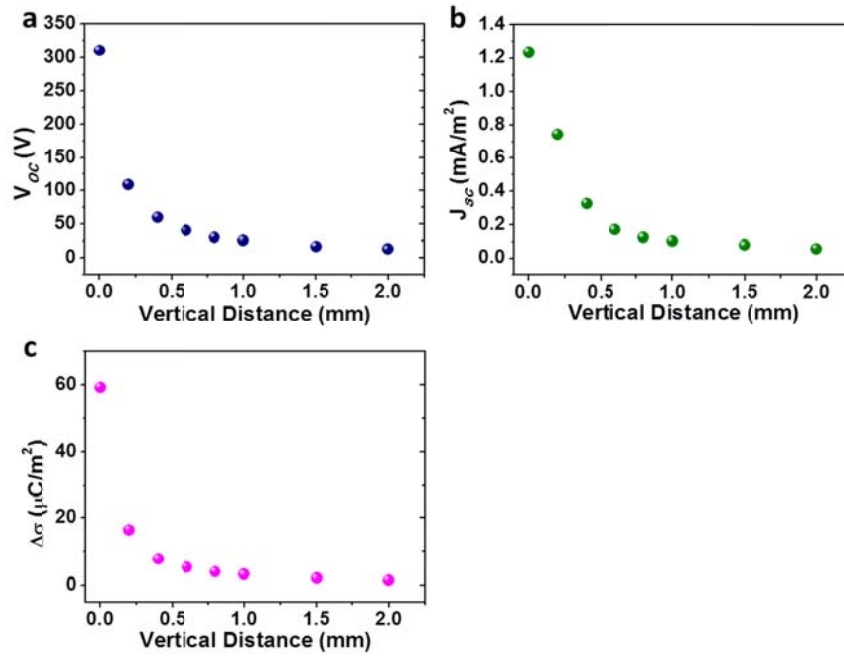 a
350
300
250
200
150
100
50
0
V_OC (V)
0.0 0.5 1.0 1.5 2.0
Vertical Distance (mm)
b
1.4
1.2
1.0
0.8
0.6
0.4
0.2
0.0
J_sc (mA/m²)
0.0 0.5 1.0 1.5 2.0
Vertical Distance (mm)
c
60
40
20
0
Δσ (μC/m²)
0.0 0.5 1.0 1.5 2.0
Vertical Distance (mm)